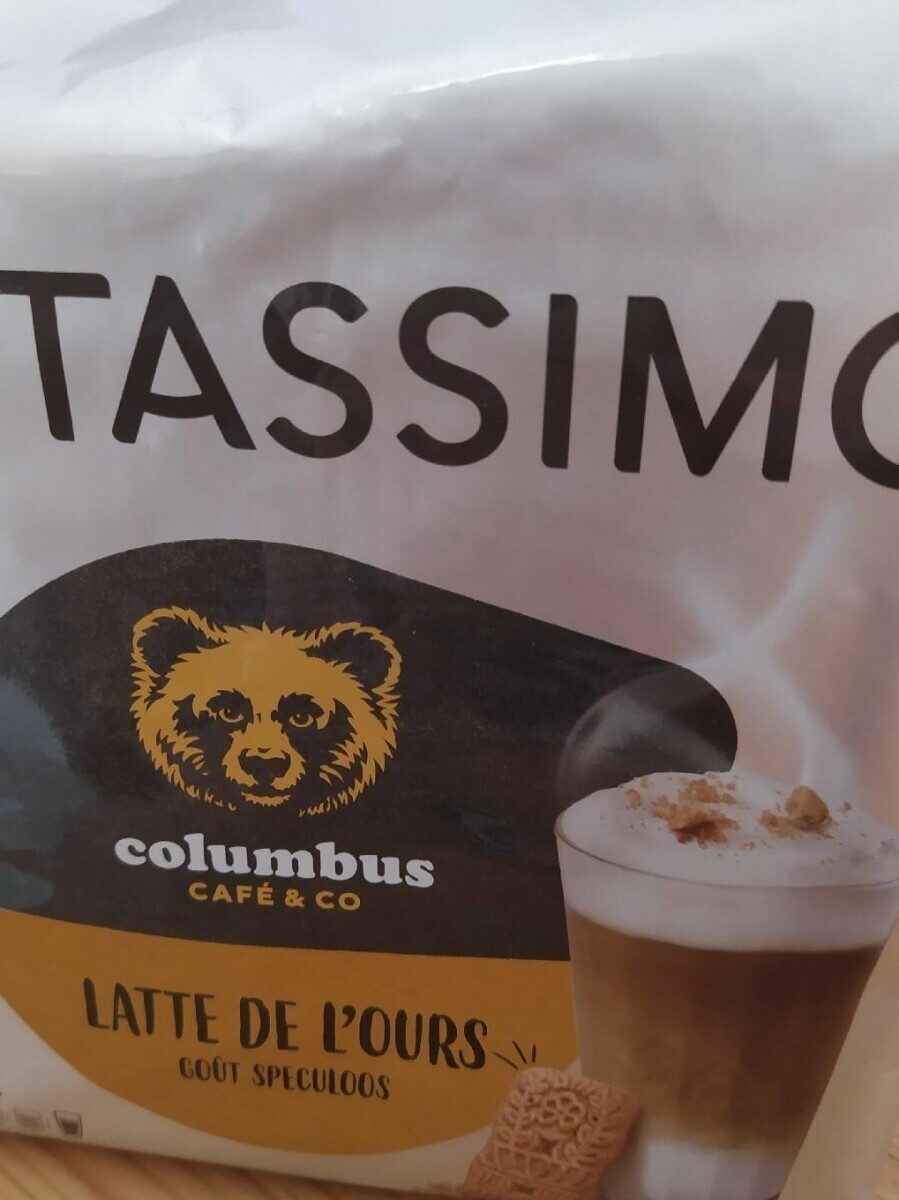 TASSIMO
columbus
CAFÉ & CO
LATTE DE L'OURS
GOÛT SPECULOOS